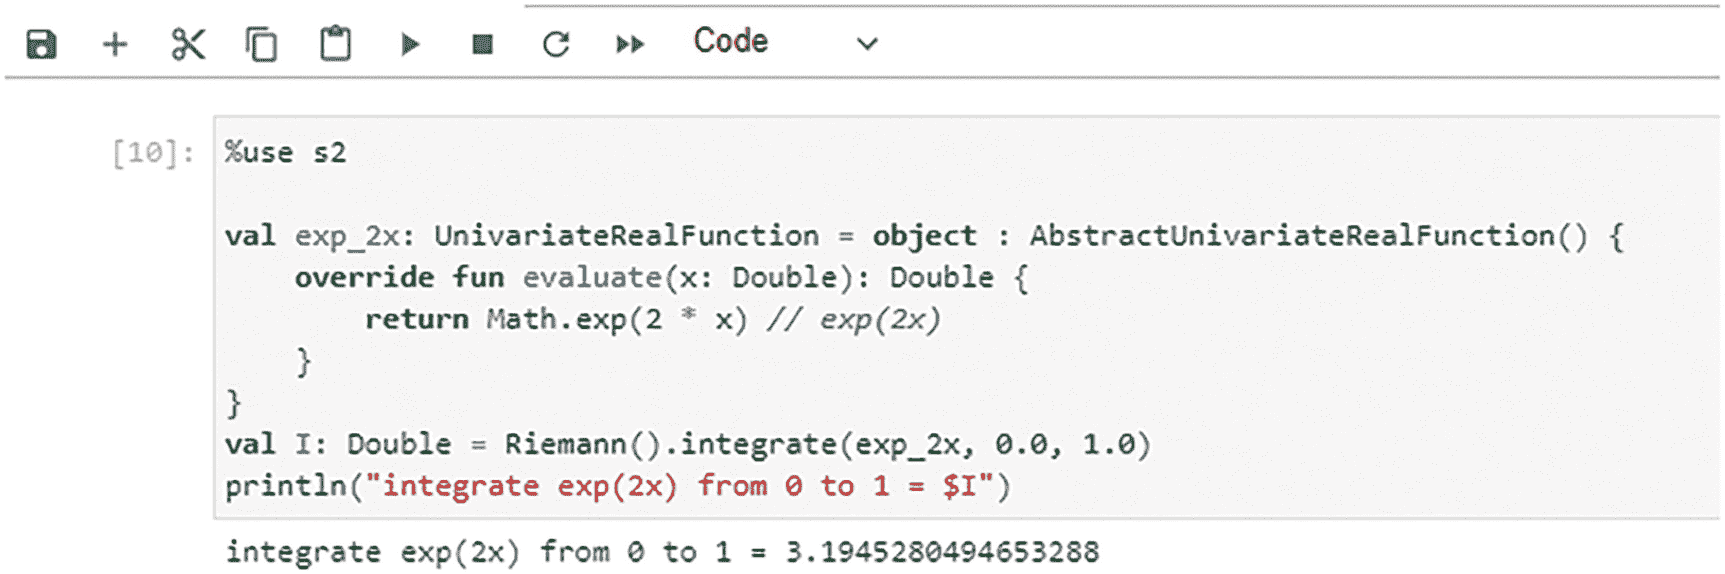 Code
[10]: %use s2
val exp_2x: UnivariateRealFunction = object : AbstractUnivariateRealFunction() {
override fun evaluate(x: Double): Double {
return Math.exp(2 * x) // exp(2x)
}
}
val I: Double = Riemann().integrate(exp_2x, 0.0, 1.0)
println("integrate exp(2x) from 0 to 1 = $I")
integrate exp(2x) from 0 to 1 = 3.1945280494653288